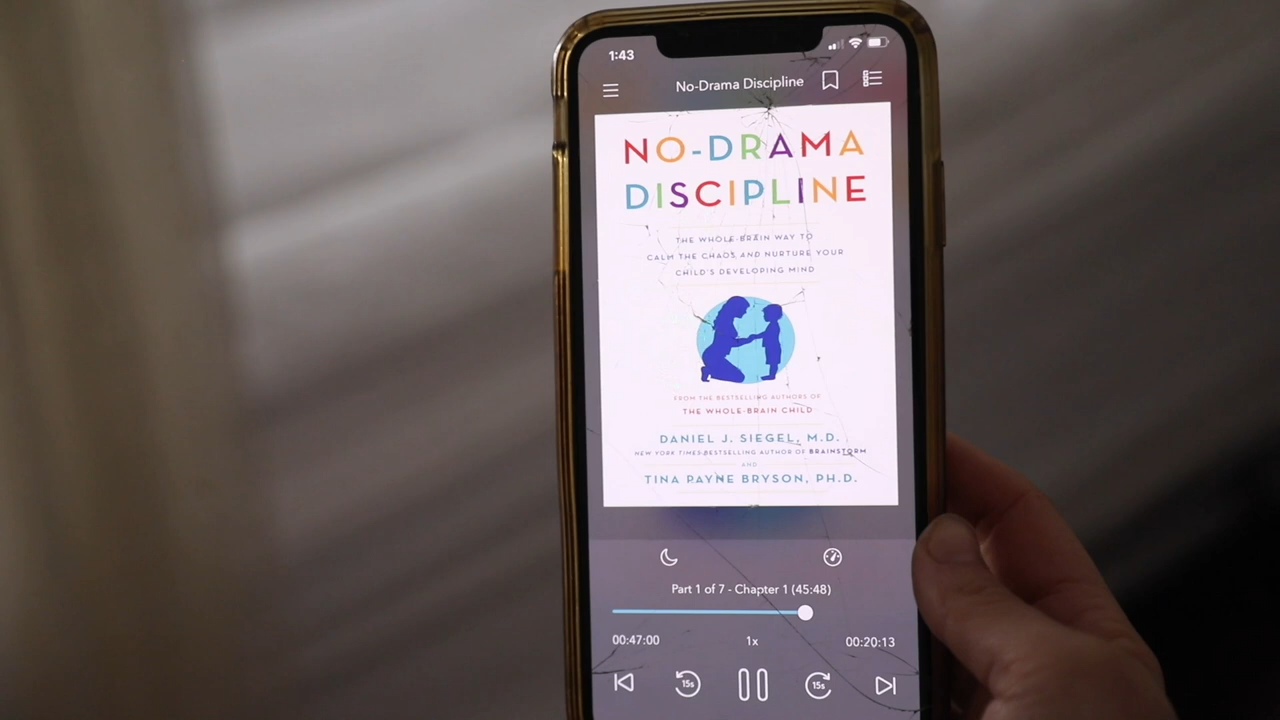 1:43
No-Drama Discipline
NO-DRAMA
DISCIPLINE
THE WHOLE-BRAIN WAY TO
CALM THE CHAOS AND NURTURE YOUR
CHILD'S DEVELOPING MIND
FROM THE BESTSELLING AUTHORS OF
THE WHOLE-BRAIN CHILD
DANIEL J. SIEGEL, M.D.
NEW YORK TIMES BESTSELLING AUTHOR OF BRAINSTORM
AND
TINA PAYNE BRYSON, PH.D.
Part 1 of 7 - Chapter 1 (45:48)
00:47:00 1x 00:20:13
15s 15s